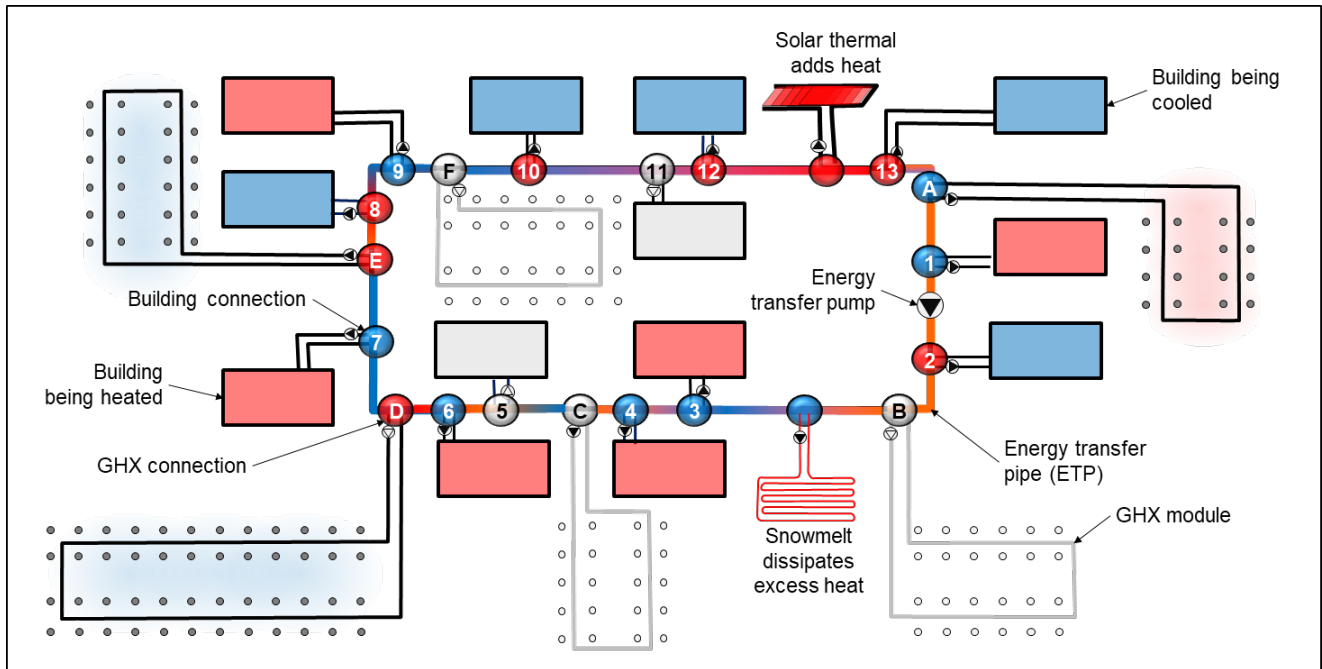 Solar thermal
adds heat
Building being
cooled
9
F
10
11
12
13
A
8
E
1
Energy
transfer pump
Building connection
7
2
Building
being heated
D
6
5
C
4
3
B
GHX connection
Energy transfer
pipe (ETP)
GHX module
Snowmelt
dissipates
excess heat